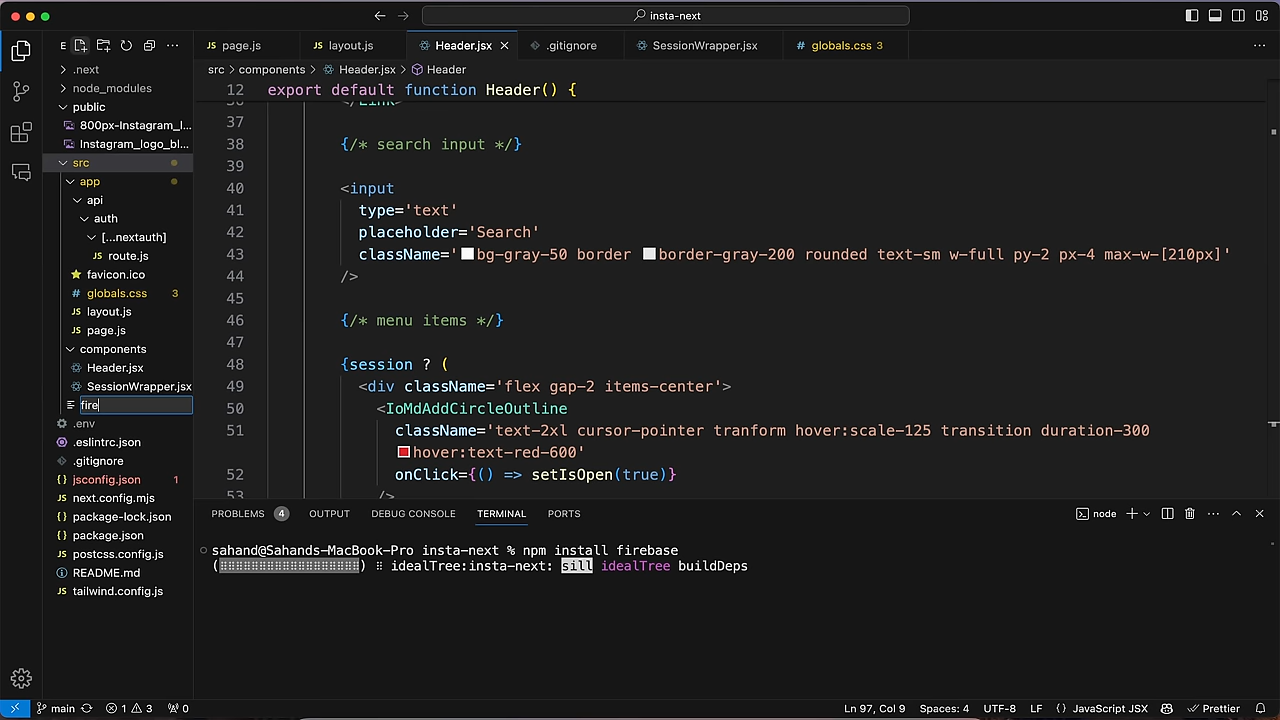 insta-next
E
page.js
layout.js
Header.jsx
.gitignore
SessionWrapper.jsx
globals.css 3
.next
node_modules
public
800px-Instagram_l...
Instagram_logo_bl...
src
app
api
auth
[...nextauth]
route.js
favicon.ico
globals.css 3
layout.js
page.js
components
Header.jsx
SessionWrapper.jsx
fire
.env
.eslintrc.json
.gitignore
jsconfig.json 1
next.config.mjs
package-lock.json
package.json
postcss.config.js
README.md
tailwind.config.js
src > components > Header.jsx > Header
12 export default function Header() {
36 </Link>
37
38 {/* search input */}
39
40 <input
41 type='text'
42 placeholder='Search'
43 className='bg-gray-50 border border-gray-200 rounded text-sm w-full py-2 px-4 max-w-[210px]'
44 />
45
46 {/* menu items */}
47
48 {session ? (
49 <div className='flex gap-2 items-center'>
50 <IoMdAddCircleOutline
51 className='text-2xl cursor-pointer tranform hover:scale-125 transition duration-300
hover:text-red-600'
52 onClick={() => setIsOpen(true)}
53 />
PROBLEMS 4 OUTPUT DEBUG CONSOLE TERMINAL PORTS
node
sahand@Sahands-MacBook-Pro insta-next % npm install firebase
(⠿⠿⠿⠿⠿⠿⠿⠿⠿⠿⠿⠿⠿⠿⠿⠿⠿⠿) ⠿ idealTree:insta-next: sill idealTree buildDeps
main 1 3 0
Ln 97, Col 9 Spaces: 4 UTF-8 LF {} JavaScript JSX Prettier